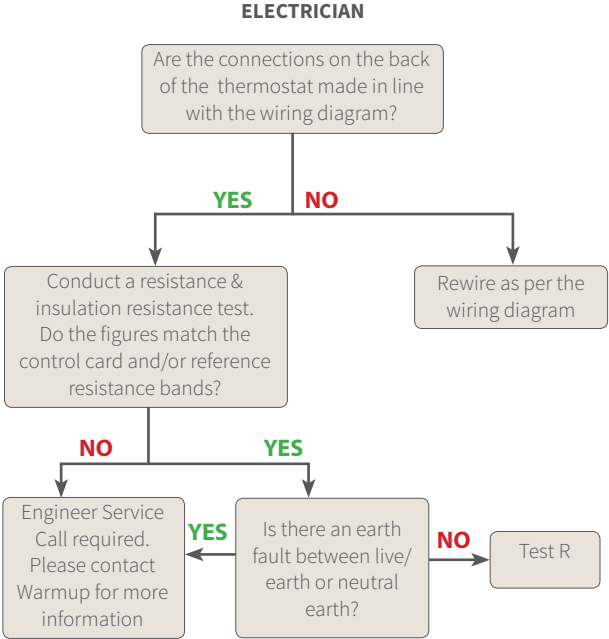 ELECTRICIAN
Are the connections on the back
of the thermostat made in line
with the wiring diagram?
YES
NO
Conduct a resistance &
insulation resistance test.
Do the figures match the
control card and/or reference
resistance bands?
Rewire as per the
wiring diagram
NO
YES
Engineer Service
Call required.
Please contact
Warmup for more
information
YES
Is there an earth
fault between live/
earth or neutral
earth?
NO
Test R